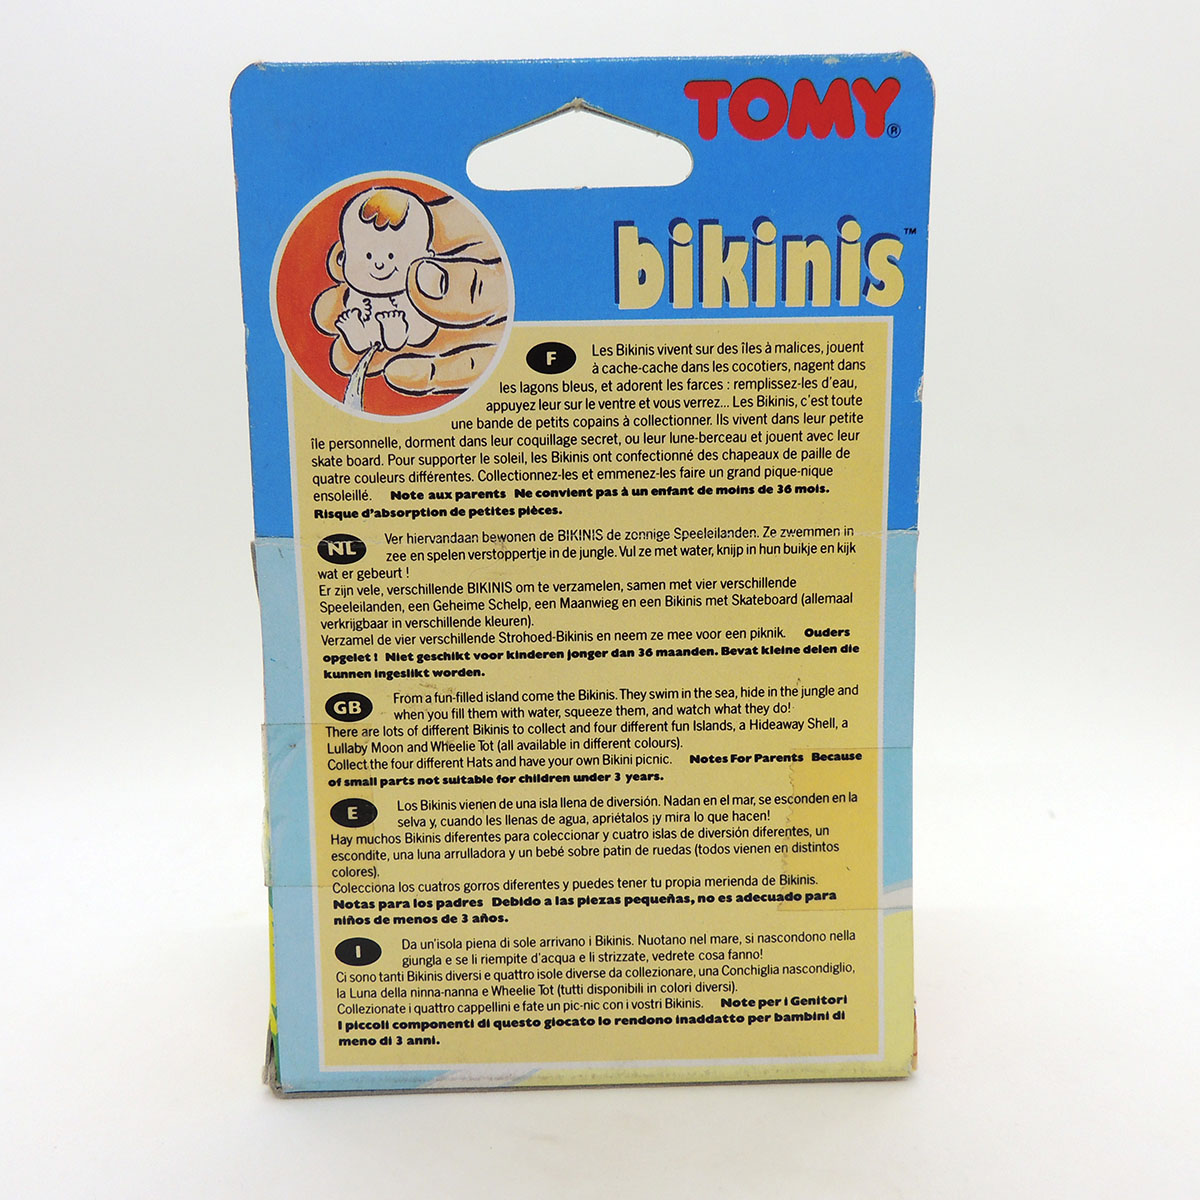 TOMY®
bikinis™
F Les Bikinis vivent sur des îles à malices, jouent
à cache-cache dans les cocotiers, nagent dans
les lagons bleus, et adorent les farces : remplissez-les d'eau,
appuyez leur sur le ventre et vous verrez... Les Bikinis, c'est toute
une bande de petits copains à collectionner. Ils vivent dans leur petite
île personnelle, dorment dans leur coquillage secret, ou leur lune-berceau et jouent avec leur
skate board. Pour supporter le soleil, les Bikinis ont confectionné des chapeaux de paille de
quatre couleurs différentes. Collectionnez-les et emmenez-les faire un grand pique-nique
ensoleillé. Note aux parents Ne convient pas à un enfant de moins de 36 mois.
Risque d'absorption de petites pièces.
NL Ver hiervandaan bewonen de BIKINIS de zonnige Speeleilanden. Ze zwemmen in
zee en spelen verstoppertje in de jungle. Vul ze met water, knijp in hun buikje en kijk
wat er gebeurt !
Er zijn vele, verschillende BIKINIS om te verzamelen, samen met vier verschillende
Speeleilanden, een Geheime Schelp, een Maanwieg en een Bikinis met Skateboard (allemaal
verkrijgbaar in verschillende kleuren).
Verzamel de vier verschillende Strohoed-Bikinis en neem ze mee voor een piknik. Ouders
opgelet ! Niet geschikt voor kinderen jonger dan 36 maanden. Bevat kleine delen die
kunnen ingeslikt worden.
GB From a fun-filled island come the Bikinis. They swim in the sea, hide in the jungle and
when you fill them with water, squeeze them, and watch what they do!
There are lots of different Bikinis to collect and four different fun Islands, a Hideaway Shell, a
Lullaby Moon and Wheelie Tot (all available in different colours).
Collect the four different Hats and have your own Bikini picnic. Notes For Parents Because
of small parts not suitable for children under 3 years.
E Los Bikinis vienen de una isla llena de diversión. Nadan en el mar, se esconden en la
selva y, cuando les llenas de agua, apriétalos ¡y mira lo que hacen!
Hay muchos Bikinis diferentes para coleccionar y cuatro islas de diversión diferentes, un
escondite, una luna arrulladora y un bebé sobre patin de ruedas (todos vienen en distintos
colores).
Colecciona los cuatros gorros diferentes y puedes tener tu propia merienda de Bikinis.
Notas para los padres Debido a las piezas pequeñas, no es adecuado para
niños de menos de 3 años.
I Da un'isola piena di sole arrivano i Bikinis. Nuotano nel mare, si nascondono nella
giungla e se li riempite d'acqua e li strizzate, vedrete cosa fanno!
Ci sono tanti Bikinis diversi e quattro isole diverse da collezionare, una Conchiglia nascondiglio,
la Luna della ninna-nanna e Wheelie Tot (tutti disponibili in colori diversi).
Collezionate i quattro cappellini e fate un pic-nic con i vostri Bikinis. Note per i Genitori
I piccoli componenti di questo giocato lo rendono inaddatto per bambini di
meno di 3 anni.